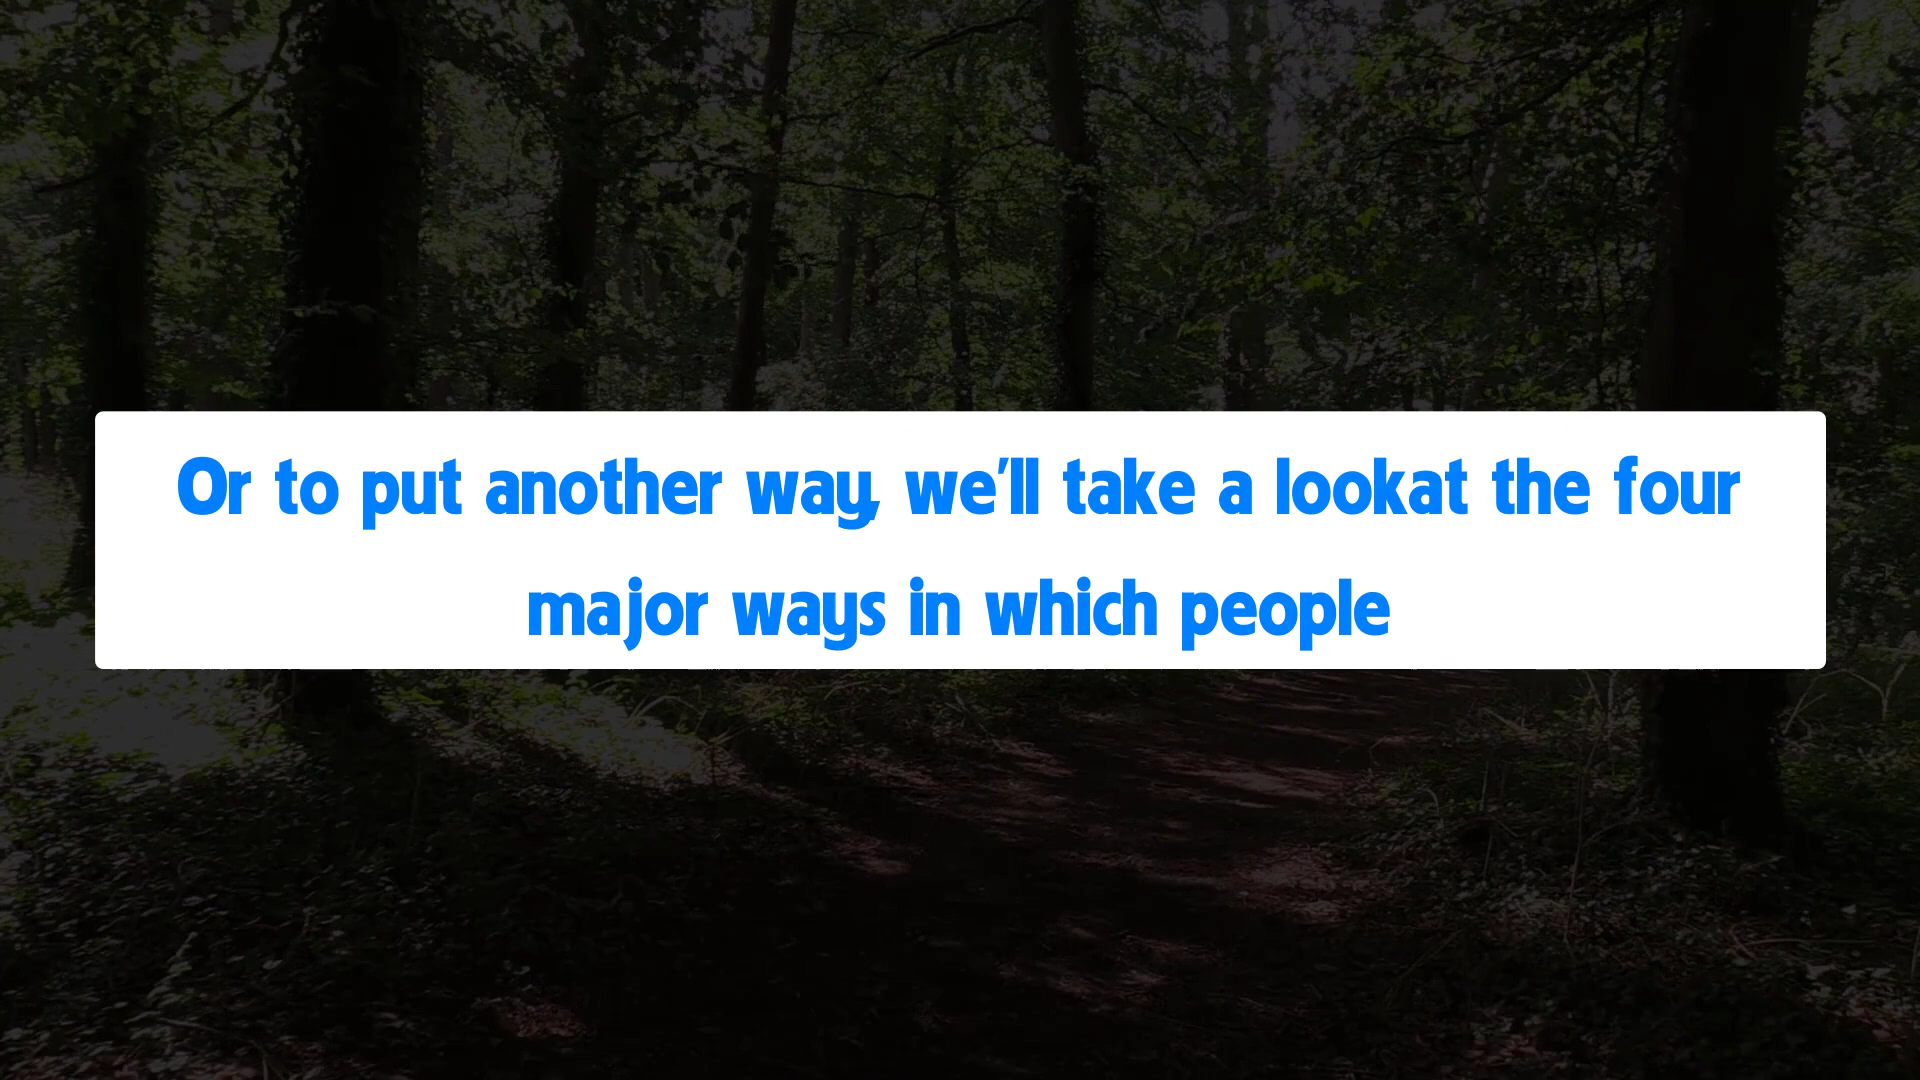 Or to put another way, we'll take a lookat the four
major ways in which people